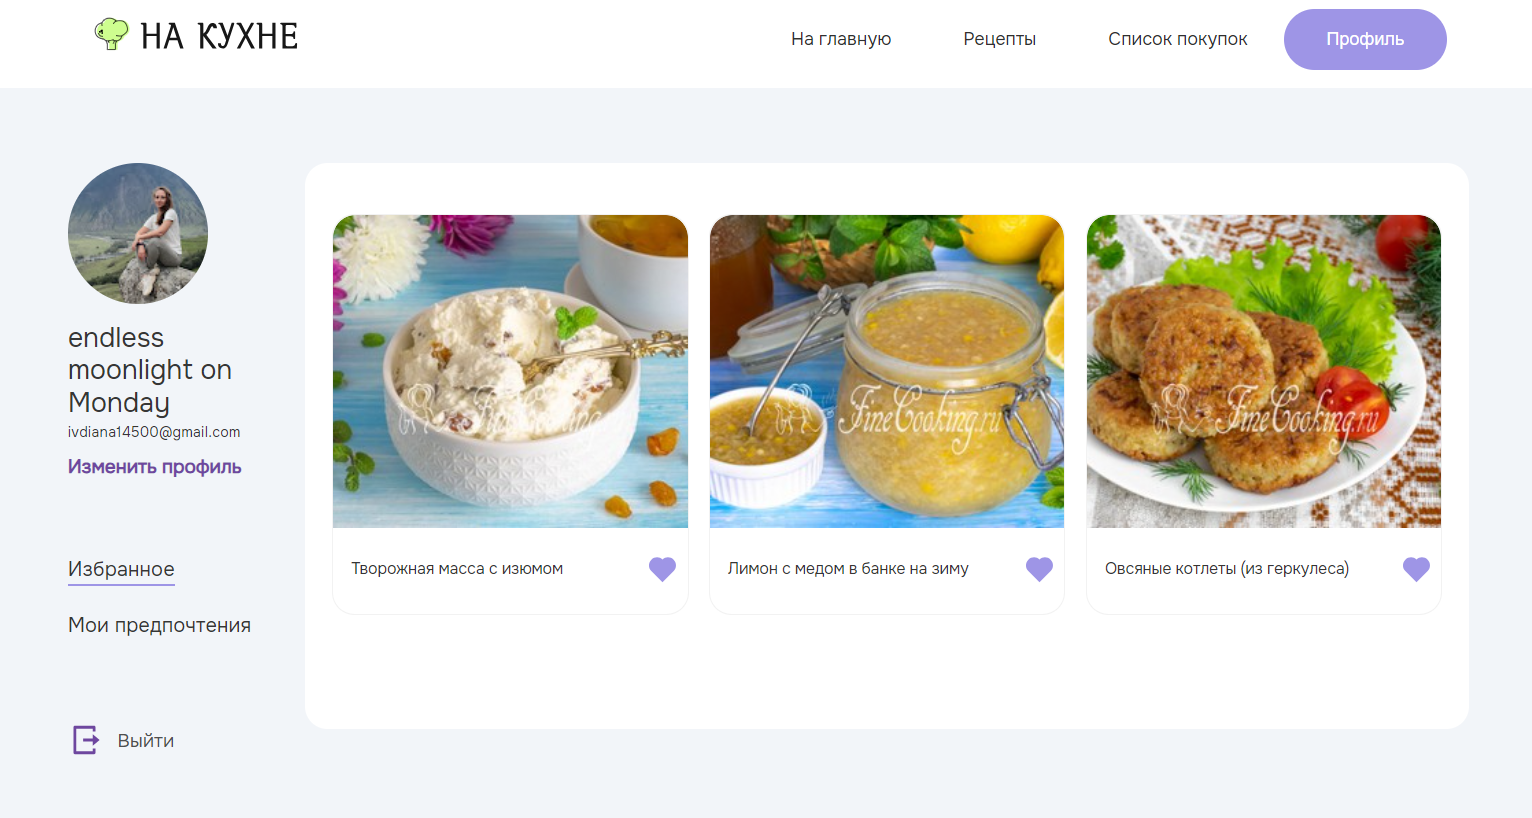 НА КУХНЕ
На главную
Рецепты
Список покупок
Профиль
endless
moonlight on
Monday
ivdiana14500@gmail.com
Изменить профиль
Избранное
Мои предпочтения
Выйти
FineCooking.ru
FineCooking.ru
FineCooking.ru
Творожная масса с изюмом
Лимон с медом в банке на зиму
Овсяные котлеты (из геркулеса)